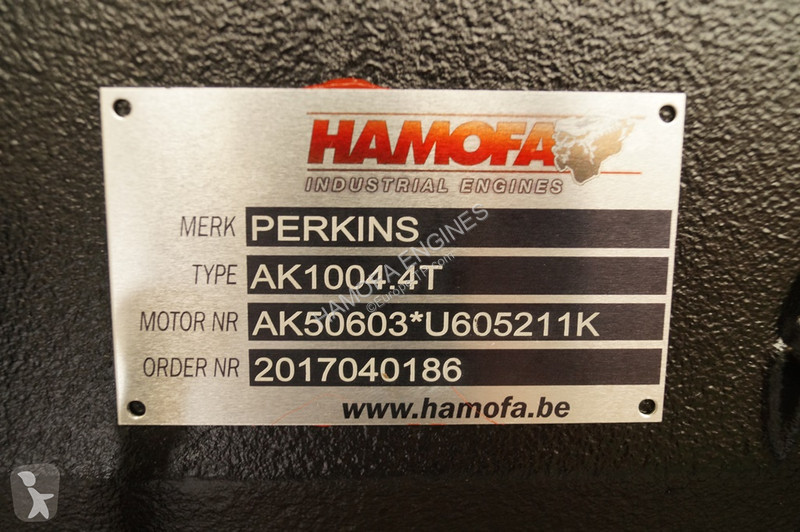 HAMOFA
INDUSTRIAL ENGINES
MERK PERKINS
TYPE AK1004.4T
MOTOR NR AK50603*U605211K
ORDER NR 2017040186
www.hamofa.be
HAMOVA ENGINES